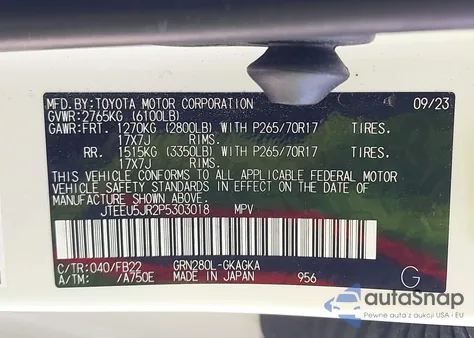 MFD.BY:TOYOTA MOTOR CORPORATION 09/23
GVWR:2765KG (6100LB)
GAWR:FRT. 1270KG (2800LB) WITH P265/70R17 TIRES.
17X7J RIMS.
RR. 1515KG (3350LB) WITH P265/70R17 TIRES.
17X7J RIMS.
THIS VEHICLE CONFORMS TO ALL APPLICABLE FEDERAL MOTOR
VEHICLE SAFETY STANDARDS IN EFFECT ON THE DATE OF
MANUFACTURE SHOWN ABOVE.
JTEEU5JR2P5303018 MPV
C/TR:040/FB22 GRN280L-GKAGKA
A/TM: /A750E MADE IN JAPAN 956 G
autaSnap
Pewne auta z aukcji USA i EU